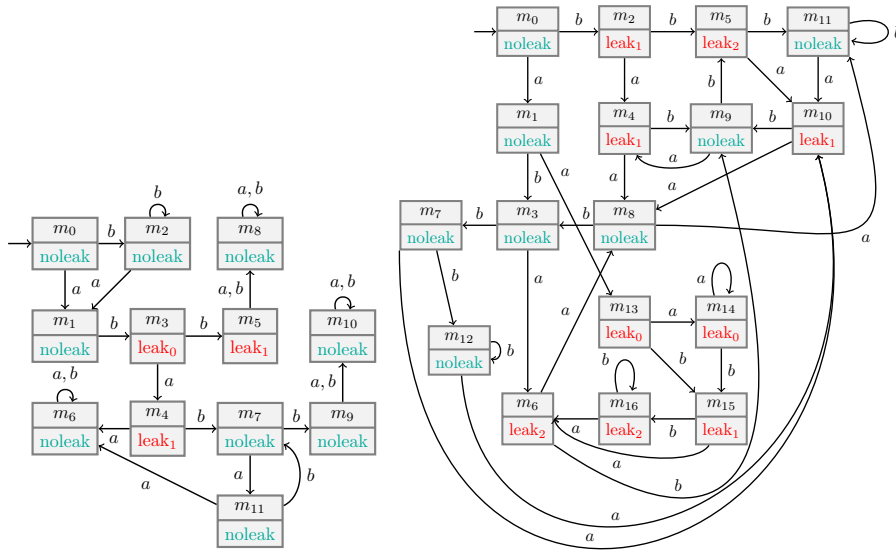 m₀
noleak
b
m₂
leak₁
b
m₅
leak₂
b
m₁₁
noleak
b
a
a
a
a
m₁
noleak
m₄
leak₁
b
m₉
noleak
b
b
m₁₀
leak₁
a
b
a
a
a
m₇
noleak
b
m₃
noleak
b
m₈
noleak
a
b
a
a
m₁₃
leak₀
a
a
m₁₄
leak₀
m₁₂
noleak
b
b
b
b
m₆
leak₂
a
m₁₆
leak₂
b
m₁₅
leak₁
a
b
a
a
m₀
noleak
b
m₂
noleak
b
a, b
m₈
noleak
a
a
a, b
m₁
noleak
b
m₃
leak₀
b
m₅
leak₁
a, b
m₁₀
noleak
a, b
a
a, b
m₆
noleak
a
m₄
leak₁
b
m₇
noleak
b
m₉
noleak
a
a
b
m₁₁
noleak